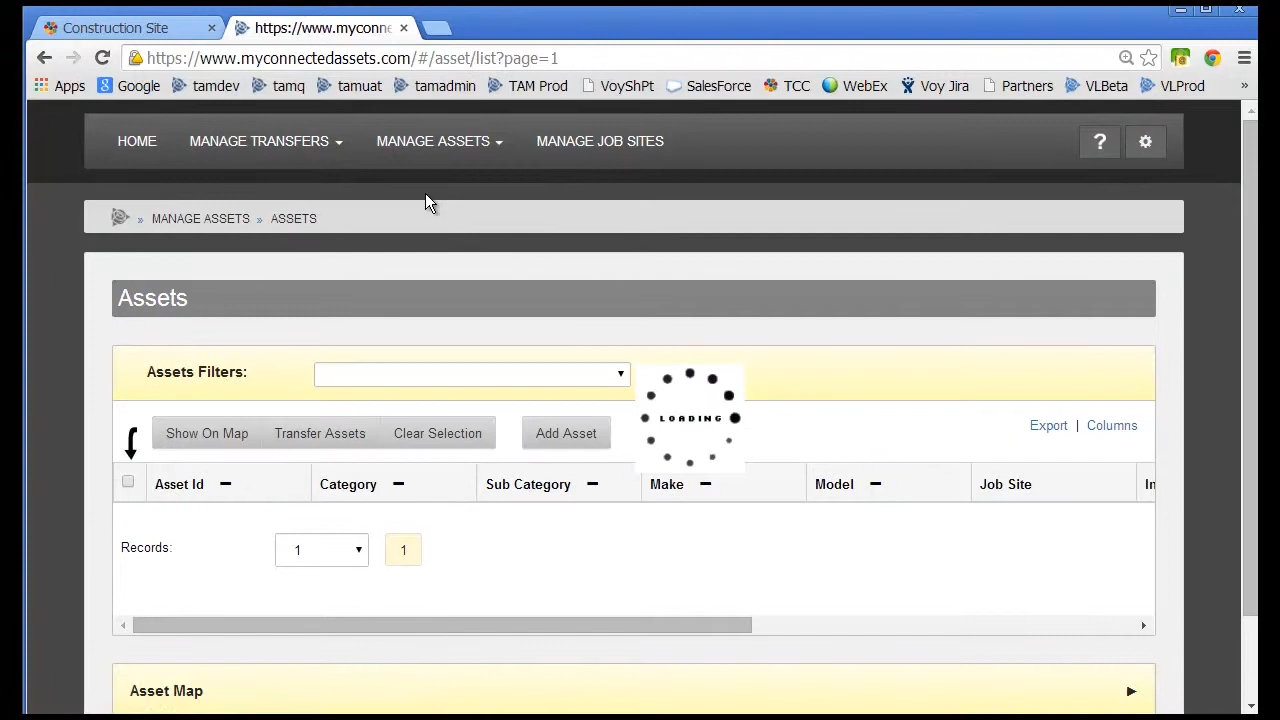 Construction Site
https://www.myconne
https://www.myconnectedassets.com/#/asset/list?page=1
Apps Google tamdev tamq tamuat tamadmin TAM Prod VoyShPt SalesForce TCC WebEx Voy Jira Partners VLBeta VLProd »
HOME MANAGE TRANSFERS MANAGE ASSETS MANAGE JOB SITES ?
» MANAGE ASSETS » ASSETS
Assets
Assets Filters:
LOADING
Show On Map Transfer Assets Clear Selection Add Asset Export | Columns
Asset Id Category Sub Category Make Model Job Site In
Records: 1 1
Asset Map